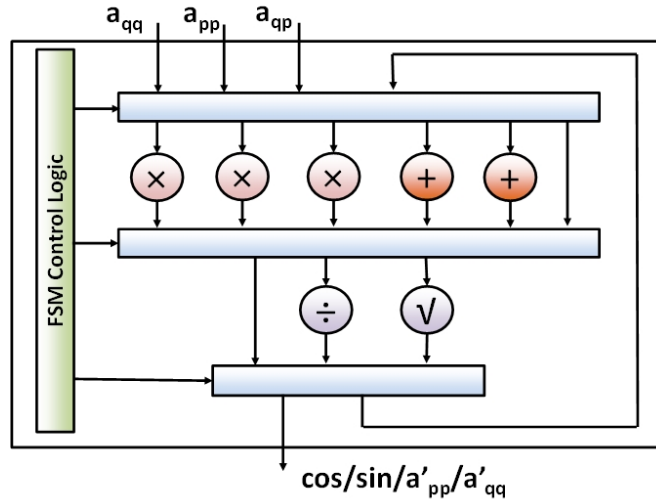 a_qq a_pp a_qp
FSM Control Logic
× × × + +
÷ √
cos/sin/a'_pp/a'_qq